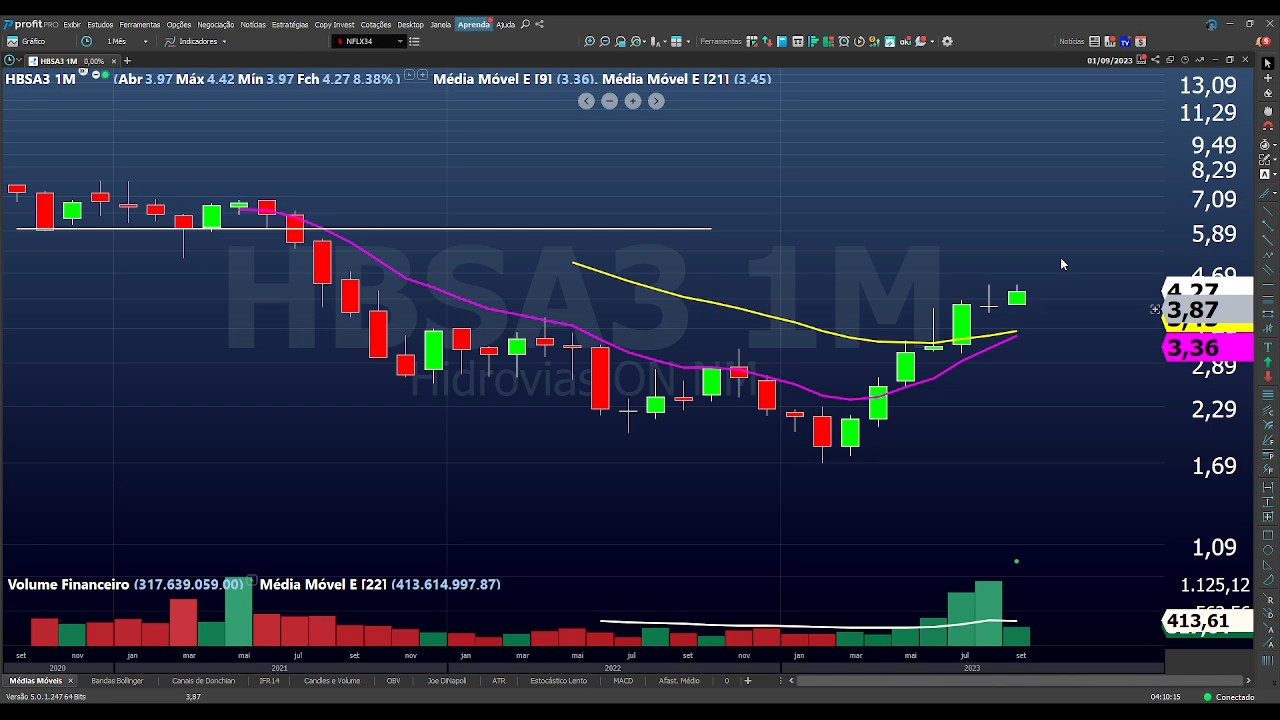 profit PRO Exibir Estudos Ferramentas Opções Negociação Notícias Estratégias Copy Invest Cotações Desktop Janela Aprenda Ajuda
Gráfico 1 Mês Indicadores NFLX34 Ferramentas Notícias 9
HBSA3 1M 0,00% 01/09/2023
HBSA3 1M (Abr 3.97 Máx 4.42 Mín 3.97 Fch 4.27 8.38% ) Média Móvel E [9] (3.36). Média Móvel E [21] (3.45)
13,09
11,29
9,49
8,29
7,09
5,89
4,69
4,27
3,87
3,45
3,36
2,89
2,29
1,69
1,09
HBSA3 1M
Hidrovias ON NM
Volume Financeiro (317.639.059.00) Média Móvel E [22] (413.614.997.87)
1.125,12
413,61
set nov jan mar mai jul set nov jan mar mai jul set nov jan mar mai jul set
2020 2021 2022 2023
Médias Móveis Bandas Bollinger Canais de Donchian IFR14 Candles e Volume OBV Joe DiNapoli ATR Estocástico Lento MACD Afast. Médio 0
Versão 5.0.1.247 64 Bits 3,87 04:10:15 Conectado